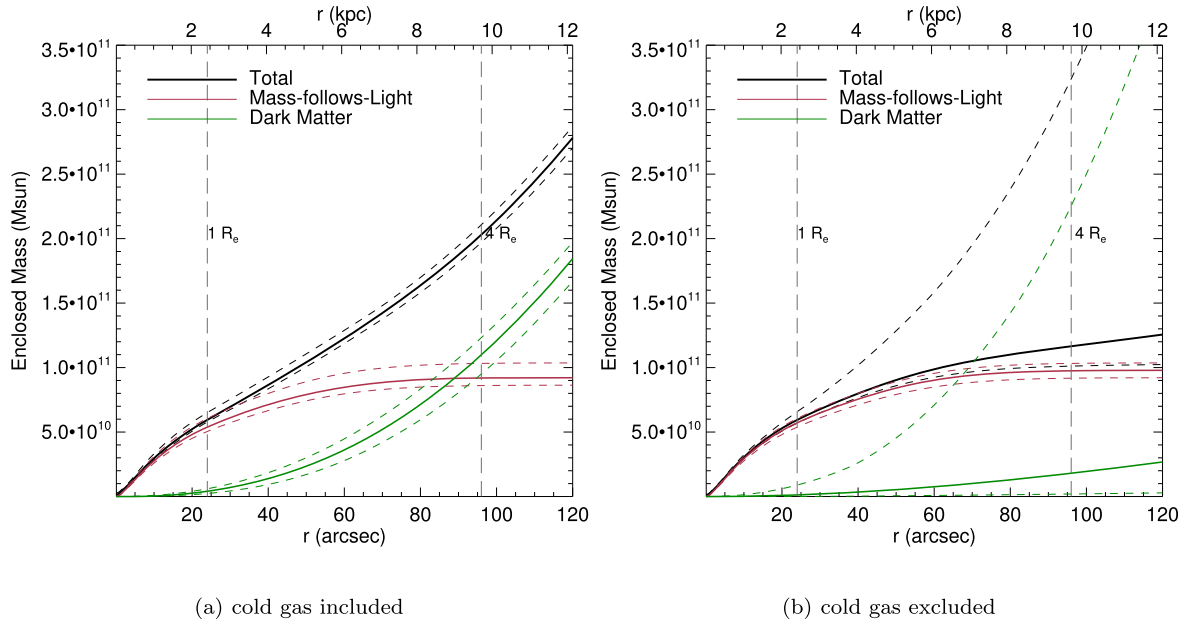 r (kpc)
2 4 6 8 10 12
3.5•10¹¹
3.0•10¹¹
2.5•10¹¹
2.0•10¹¹
1.5•10¹¹
1.0•10¹¹
5.0•10¹⁰
Enclosed Mass (Msun)
Total
Mass-follows-Light
Dark Matter
1 Rₑ
4 Rₑ
20 40 60 80 100 120
r (arcsec)
(a) cold gas included
r (kpc)
2 4 6 8 10 12
3.5•10¹¹
3.0•10¹¹
2.5•10¹¹
2.0•10¹¹
1.5•10¹¹
1.0•10¹¹
5.0•10¹⁰
Enclosed Mass (Msun)
Total
Mass-follows-Light
Dark Matter
1 Rₑ
4 Rₑ
20 40 60 80 100 120
r (arcsec)
(b) cold gas excluded